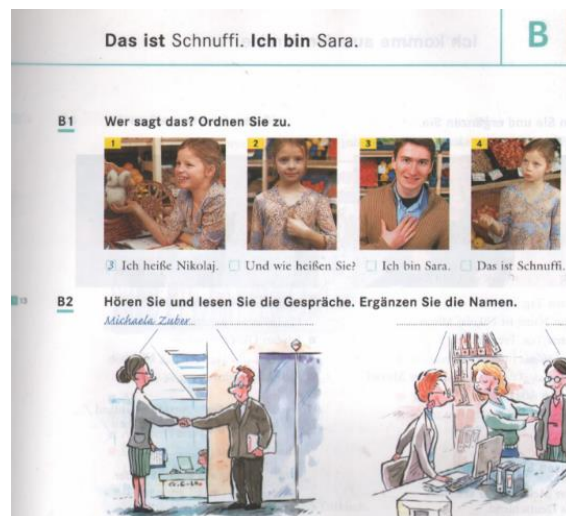 Das ist Schnuffi. Ich bin Sara.
B
B1 Wer sagt das? Ordnen Sie zu.
1 2 3 4
3 Ich heiße Nikolaj. Und wie heißen Sie? Ich bin Sara. Das ist Schnuffi.
13
B2 Hören Sie und lesen Sie die Gespräche. Ergänzen Sie die Namen.
Michaela Zuber